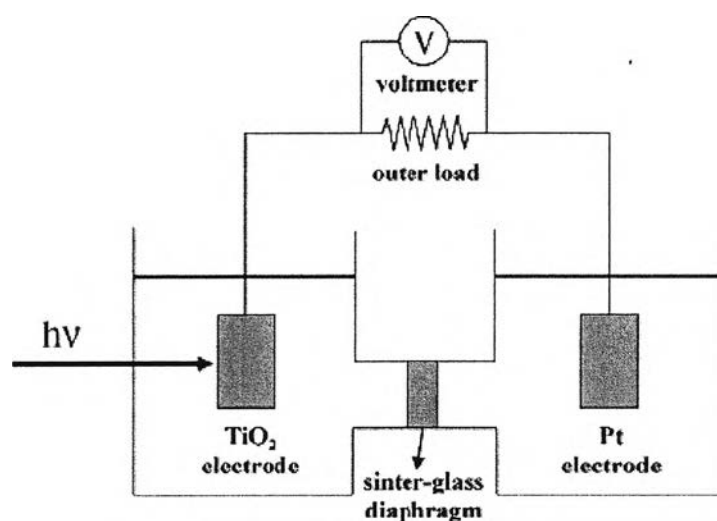 V
voltmeter
outer load
hν
TiO₂
electrode
Pt
electrode
sinter-glass
diaphragm